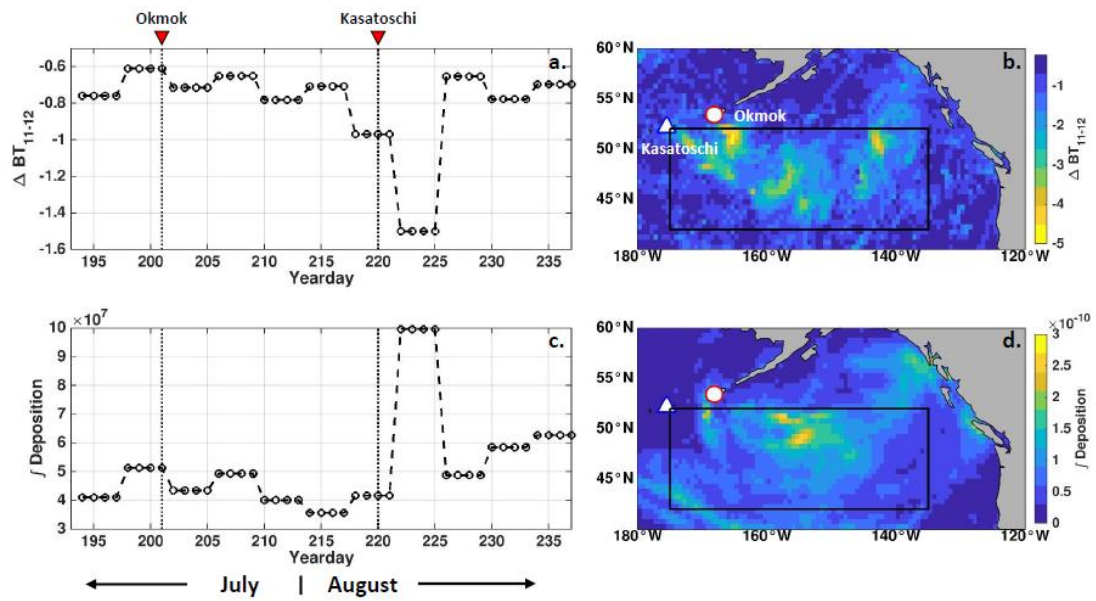 Okmok
Kasatoschi
a.
-0.6
-0.8
-1
-1.2
-1.4
-1.6
Δ BT11-12
195 200 205 210 215 220 225 230 235
Yearday
b.
60°N
55°N
50°N
45°N
180°W 160°W 140°W 120°W
Okmok
Kasatoschi
-1
-2
-3
-4
-5
Δ BT11-12
c.
×10^7
10
9
8
7
6
5
4
3
∫ Deposition
195 200 205 210 215 220 225 230 235
Yearday
July | August
d.
60°N
55°N
50°N
45°N
180°W 160°W 140°W 120°W
×10^-10
3
2.5
2
1.5
1
0.5
0
∫ Deposition